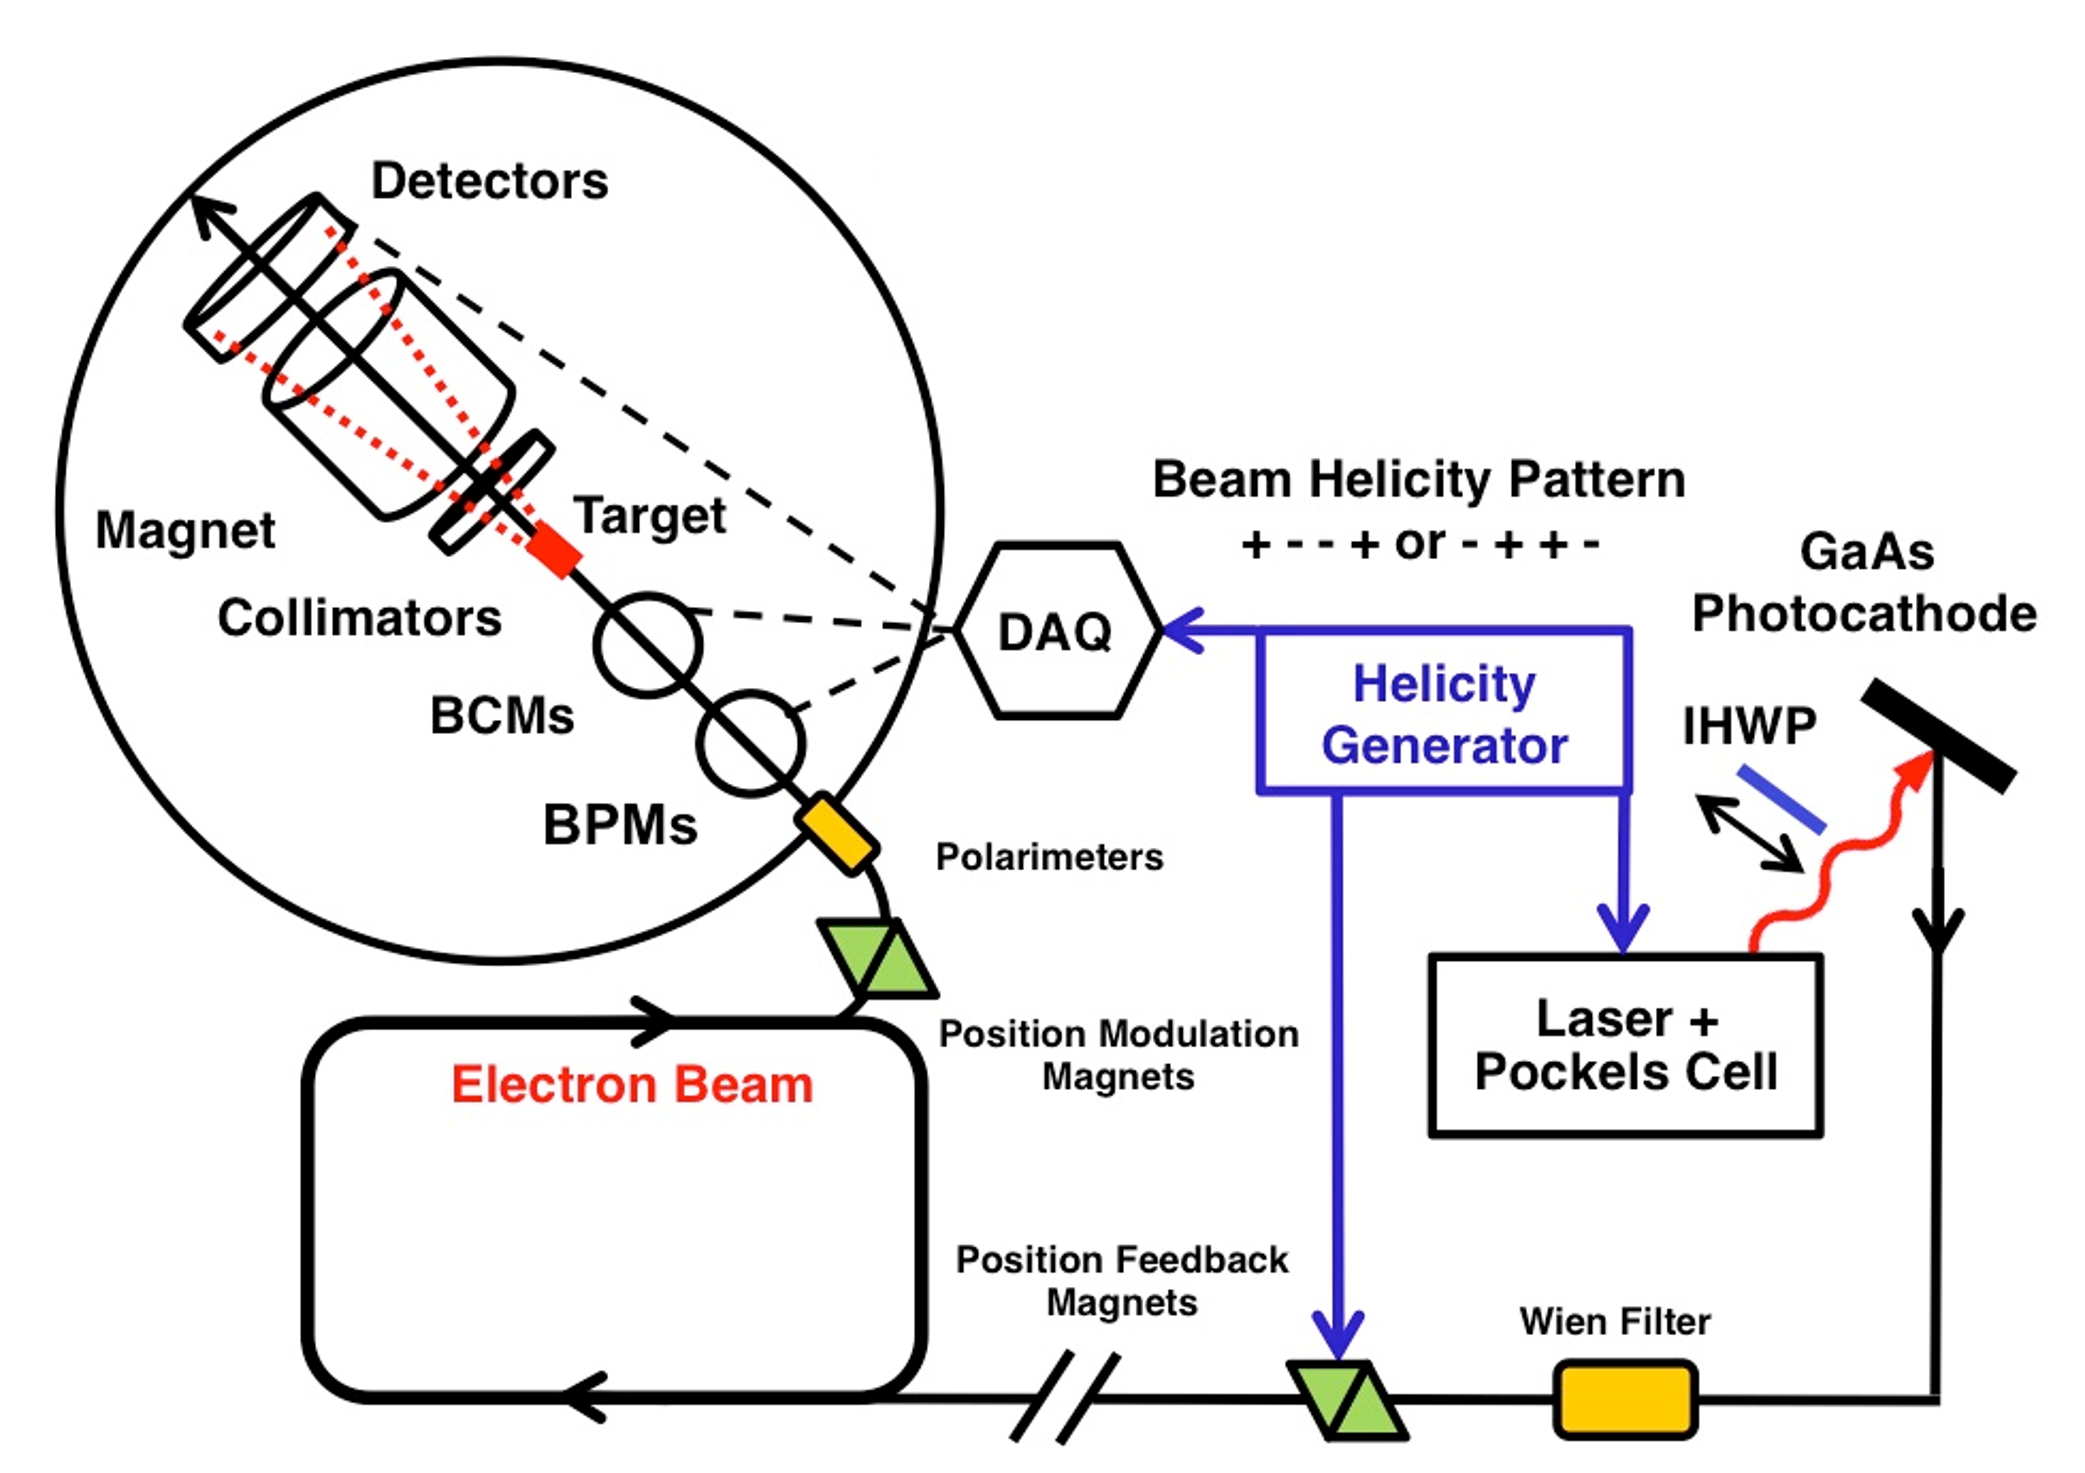 Detectors
Beam Helicity Pattern
+ - - + or - + + -
Target
Magnet
GaAs
Photocathode
Collimators
DAQ
Helicity
Generator
IHWP
BCMs
BPMs
Polarimeters
Laser +
Pockels Cell
Position Modulation
Magnets
Electron Beam
Position Feedback
Magnets
Wien Filter